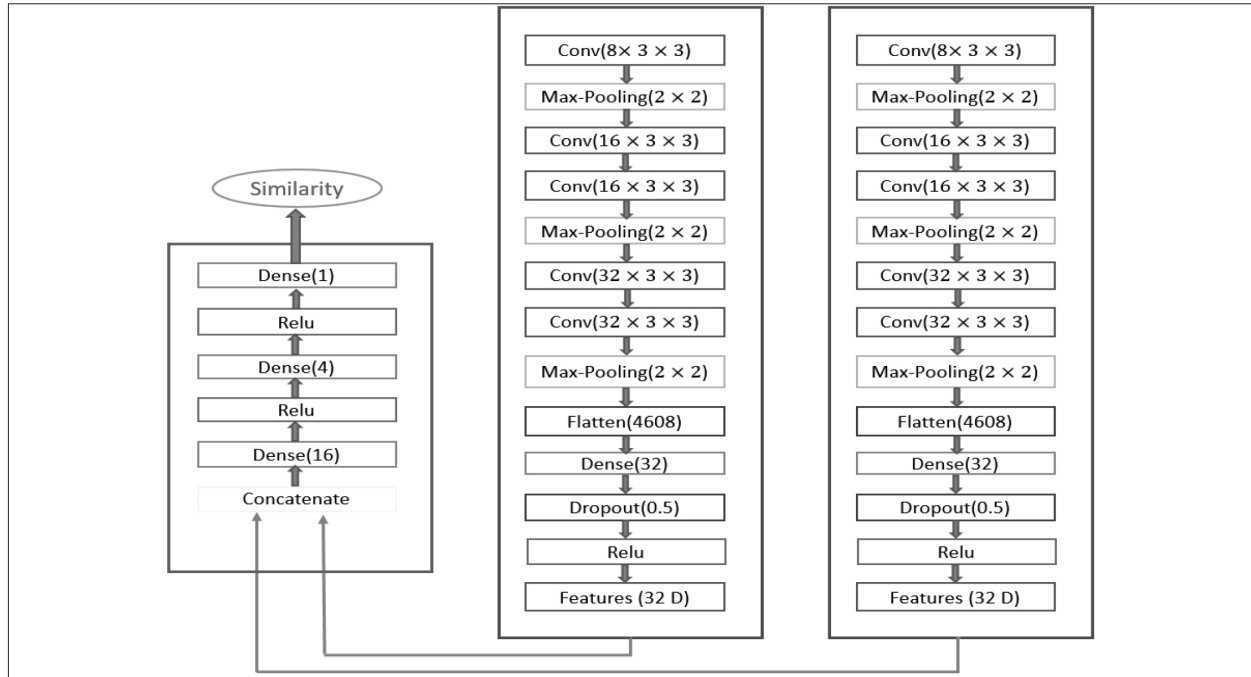 Similarity
Dense(1)
Relu
Dense(4)
Relu
Dense(16)
Concatenate
Conv(8× 3 × 3)
Max-Pooling(2 × 2)
Conv(16 × 3 × 3)
Conv(16 × 3 × 3)
Max-Pooling(2 × 2)
Conv(32 × 3 × 3)
Conv(32 × 3 × 3)
Max-Pooling(2 × 2)
Flatten(4608)
Dense(32)
Dropout(0.5)
Relu
Features (32 D)
Conv(8× 3 × 3)
Max-Pooling(2 × 2)
Conv(16 × 3 × 3)
Conv(16 × 3 × 3)
Max-Pooling(2 × 2)
Conv(32 × 3 × 3)
Conv(32 × 3 × 3)
Max-Pooling(2 × 2)
Flatten(4608)
Dense(32)
Dropout(0.5)
Relu
Features (32 D)